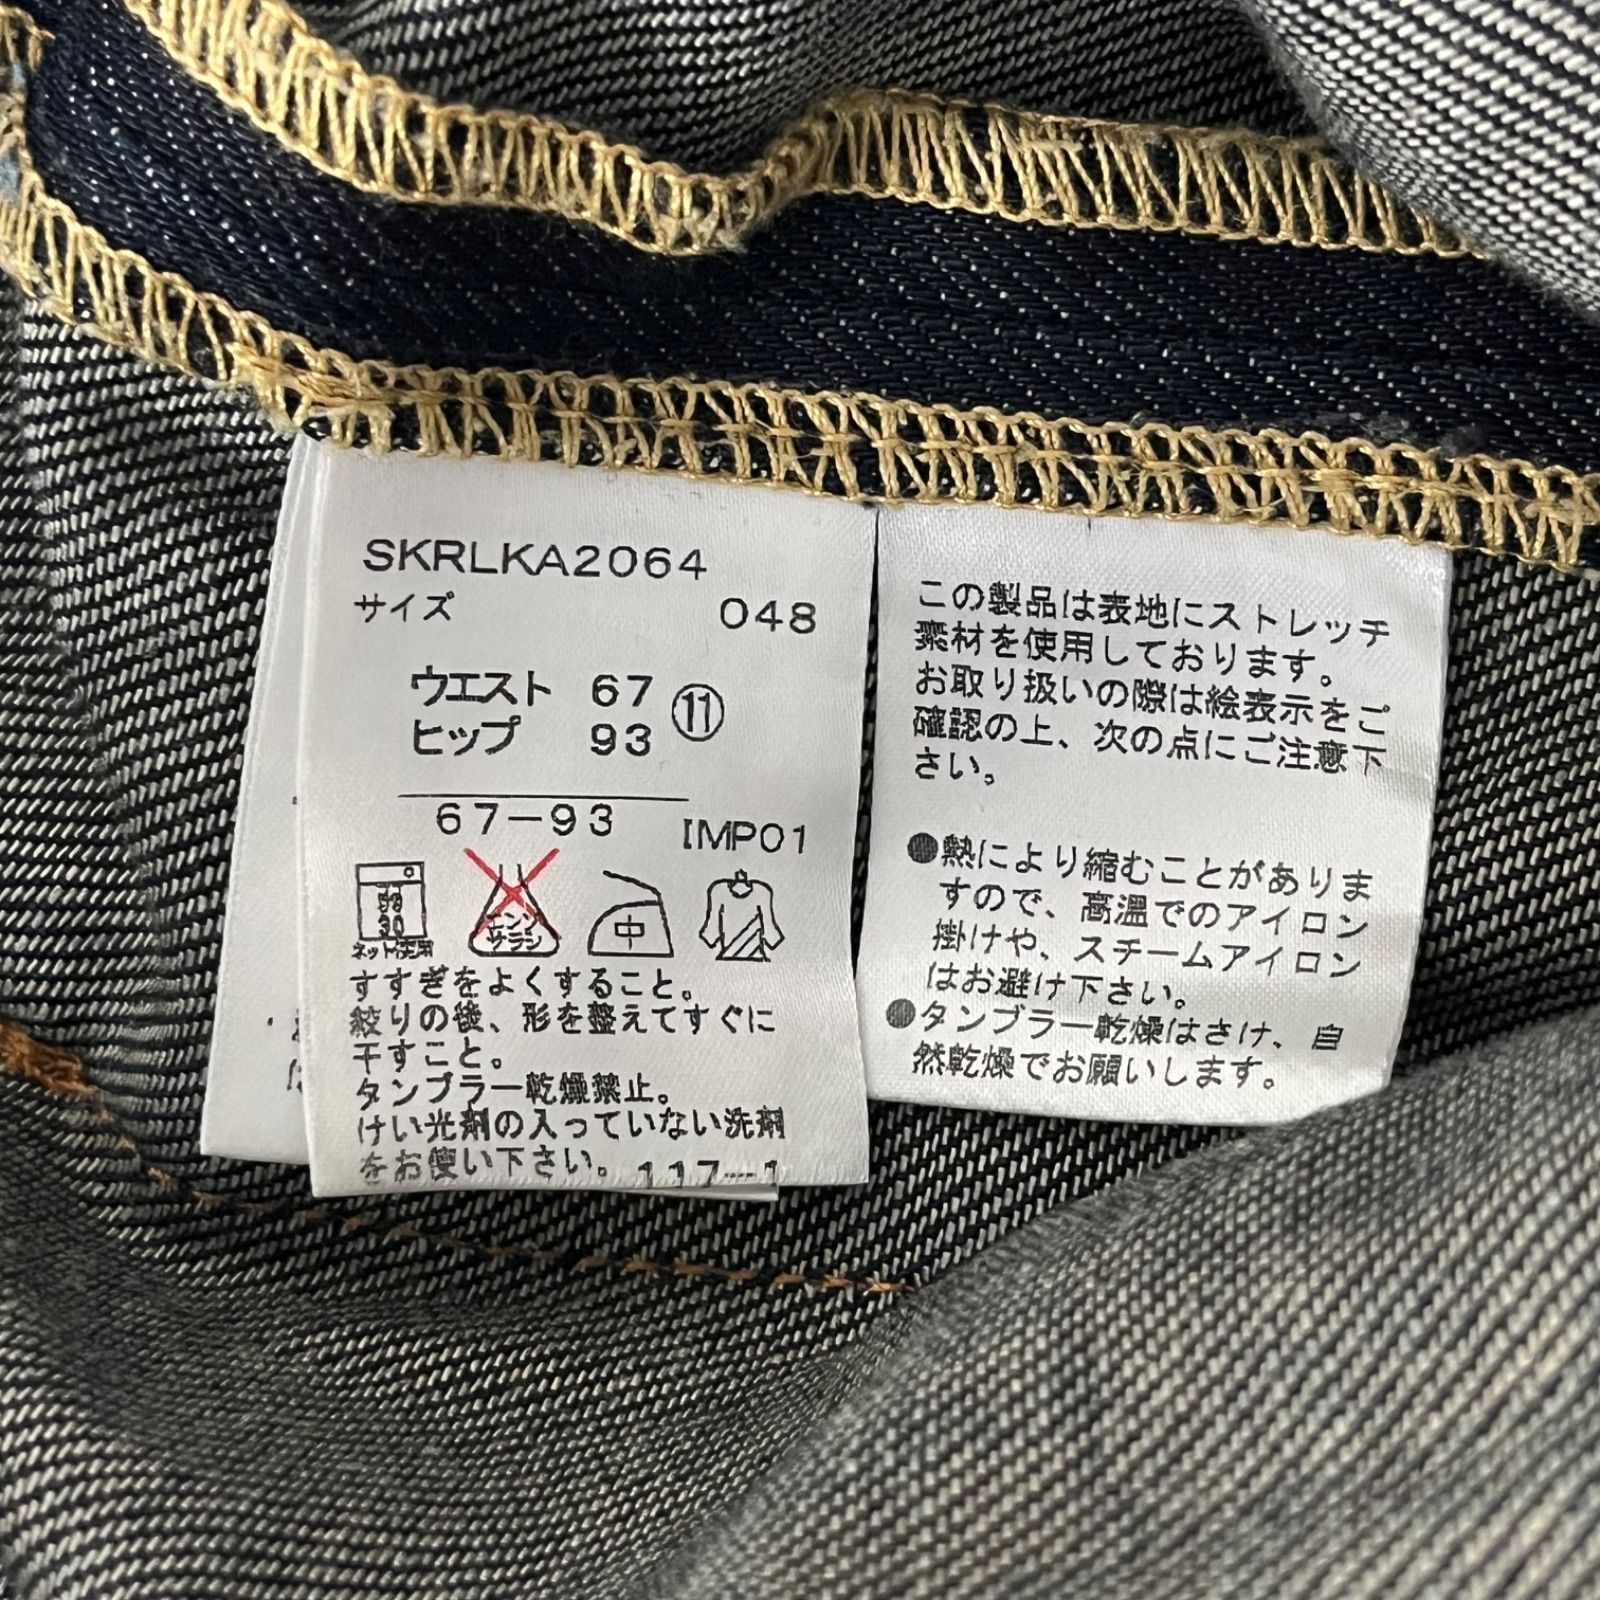 SKRLKA2064
サイズ 048
ウエスト 67 ⑪
ヒップ 93
67-93
IMP01
30
ネット使用
エンソ
サラシ
中
すすぎをよくすること。
絞りの後、形を整えてすぐに
干すこと。
タンブラー乾燥禁止。
けい光剤の入っていない洗剤
をお使い下さい。 117-1
この製品は表地にストレッチ
素材を使用しております。
お取り扱いの際は絵表示をご
確認の上、次の点にご注意下
さい。
●熱により縮むことがありま
すので、高温でのアイロン
掛けや、スチームアイロン
はお避け下さい。
●タンブラー乾燥はさけ、自
然乾燥でお願いします。